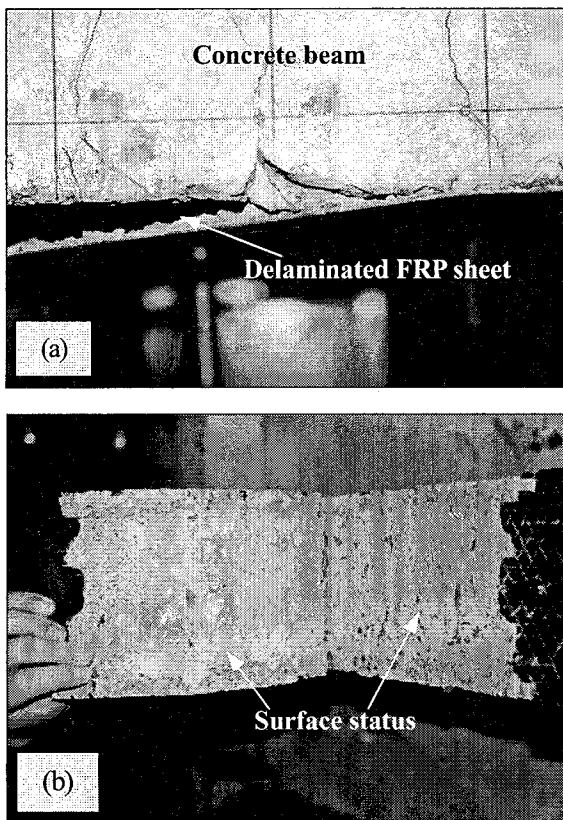 Concrete beam
Delaminated FRP sheet
(a)
Surface status
(b)